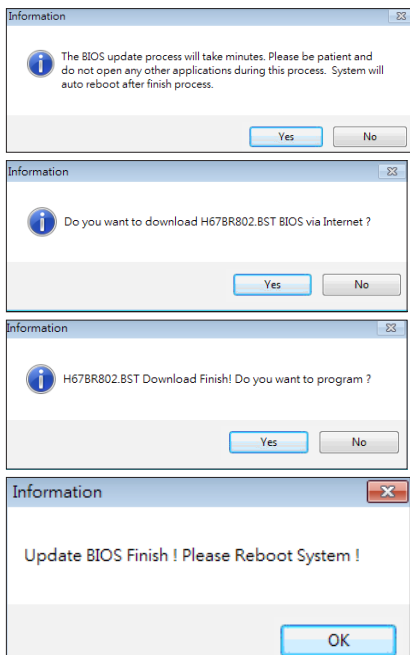 Information
The BIOS update process will take minutes. Please be patient and
do not open any other applications during this process. System will
auto reboot after finish process.
Yes No
Information
Do you want to download H67BR802.BST BIOS via Internet ?
Yes No
Information
H67BR802.BST Download Finish! Do you want to program ?
Yes No
Information
Update BIOS Finish ! Please Reboot System !
OK